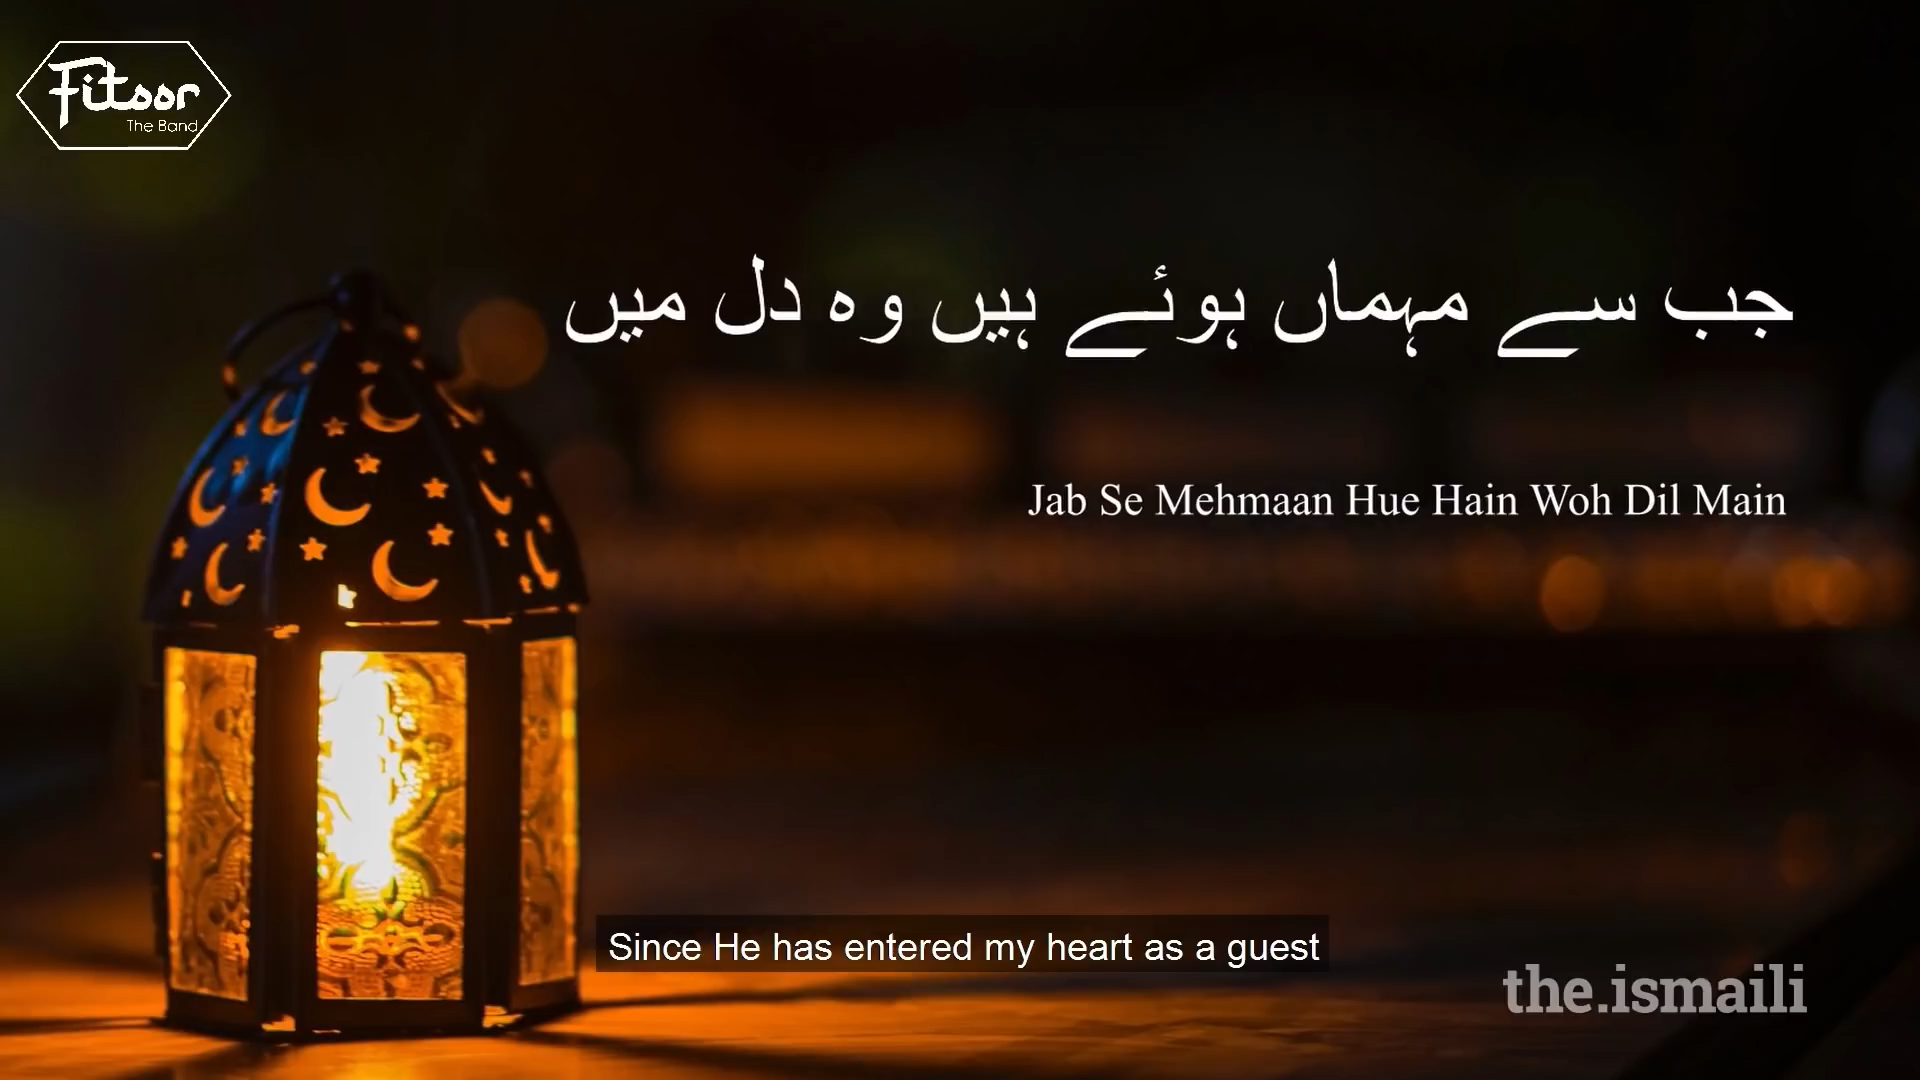 Fitoor
The Band
جب سے مہماں ہوئے ہیں وہ دل میں
Jab Se Mehmaan Hue Hain Woh Dil Main
Since He has entered my heart as a guest
the.ismaili